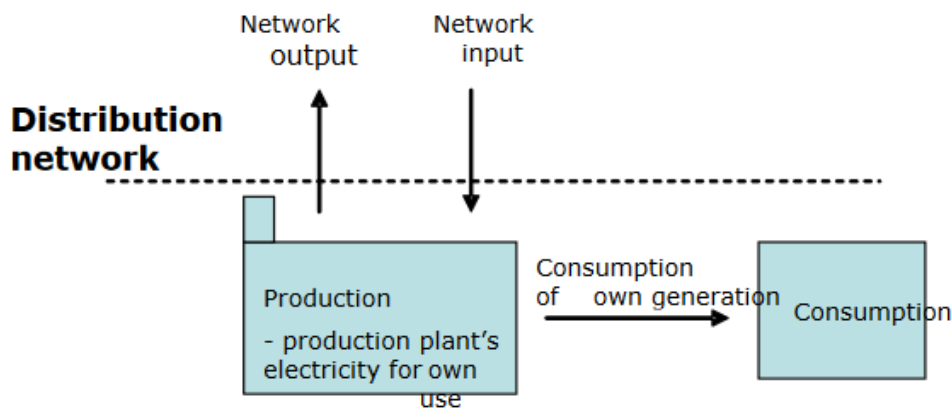 Network
output
Network
input
Distribution
network
Production
- production plant's
electricity for own
use
Consumption
of own generation
Consumption